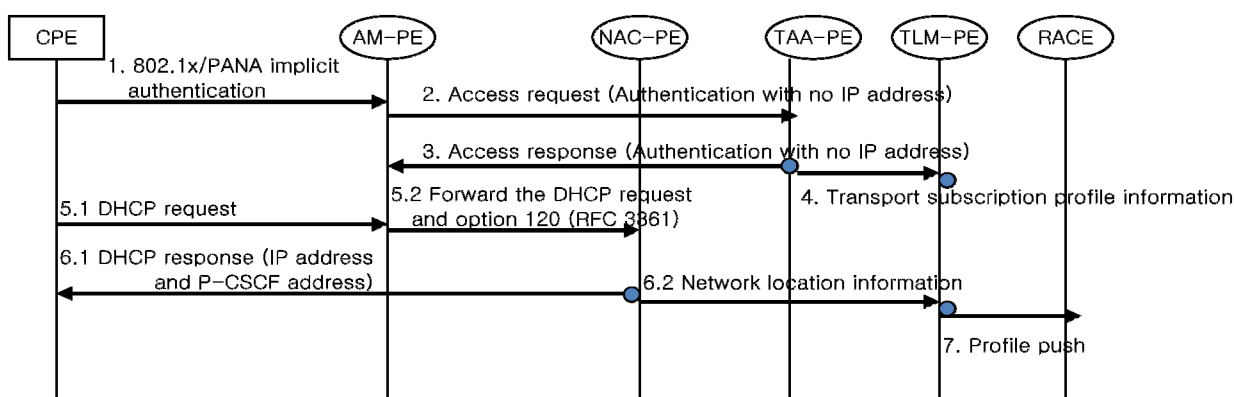 CPE
AM-PE
NAC-PE
TAA-PE
TLM-PE
RACE
1. 802.1x/PANA implicit
authentication
2. Access request (Authentication with no IP address)
3. Access response (Authentication with no IP address)
4. Transport subscription profile information
5.1 DHCP request
5.2 Forward the DHCP request
and option 120 (RFC 3361)
6.1 DHCP response (IP address
and P-CSCF address)
6.2 Network location information
7. Profile push